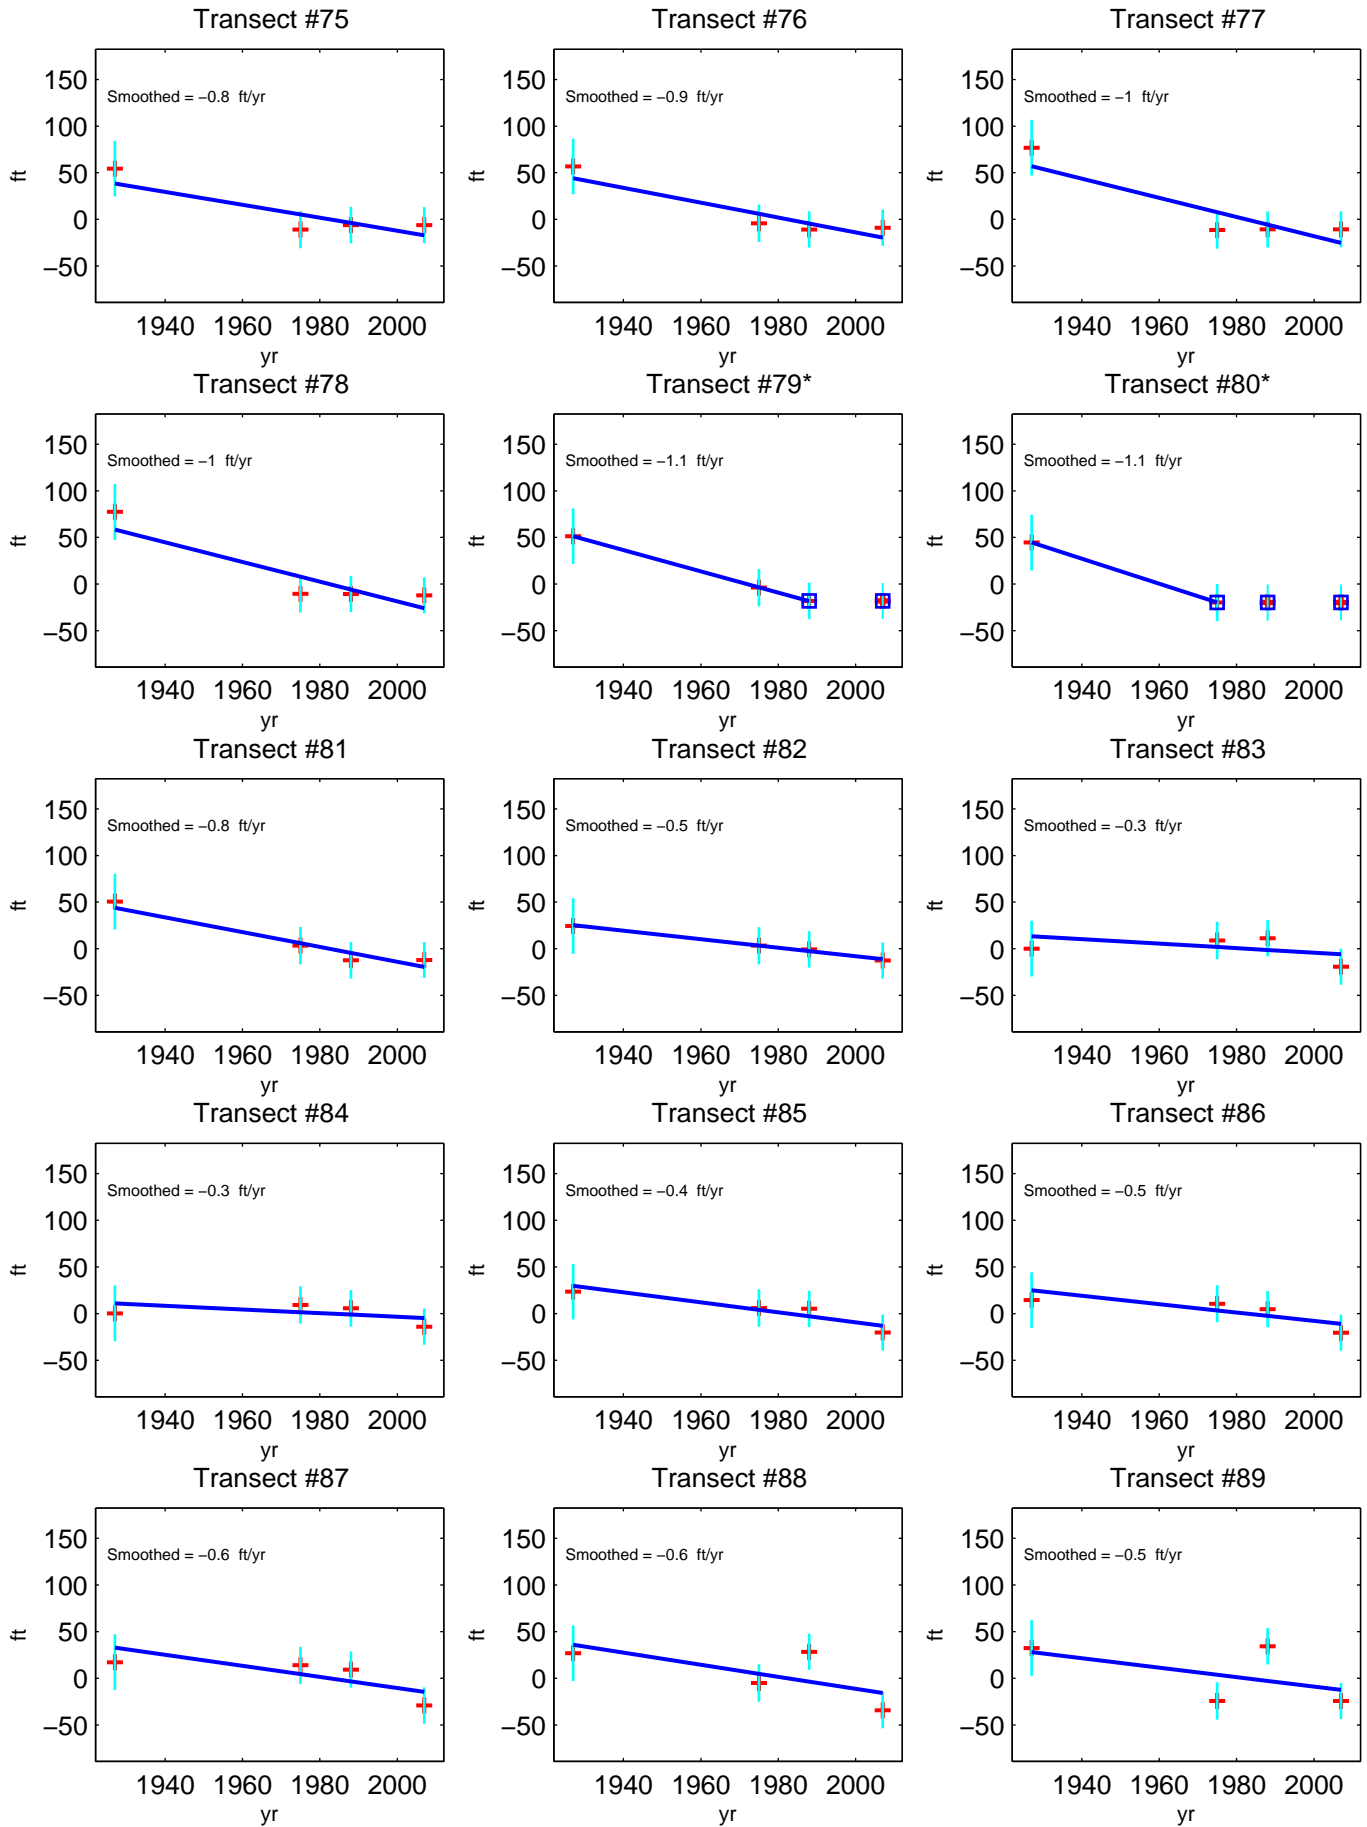 Transect #75
Transect #76
Transect #77
150
100
50
0
−50
ft
Smoothed = −0.8 ft/yr
1940 1960 1980 2000
yr
150
100
50
0
−50
ft
Smoothed = −0.9 ft/yr
1940 1960 1980 2000
yr
150
100
50
0
−50
ft
Smoothed = −1 ft/yr
1940 1960 1980 2000
yr
Transect #78
Transect #79*
Transect #80*
150
100
50
0
−50
ft
Smoothed = −1 ft/yr
1940 1960 1980 2000
yr
150
100
50
0
−50
ft
Smoothed = −1.1 ft/yr
1940 1960 1980 2000
yr
150
100
50
0
−50
ft
Smoothed = −1.1 ft/yr
1940 1960 1980 2000
yr
Transect #81
Transect #82
Transect #83
150
100
50
0
−50
ft
Smoothed = −0.8 ft/yr
1940 1960 1980 2000
yr
150
100
50
0
−50
ft
Smoothed = −0.5 ft/yr
1940 1960 1980 2000
yr
150
100
50
0
−50
ft
Smoothed = −0.3 ft/yr
1940 1960 1980 2000
yr
Transect #84
Transect #85
Transect #86
150
100
50
0
−50
ft
Smoothed = −0.3 ft/yr
1940 1960 1980 2000
yr
150
100
50
0
−50
ft
Smoothed = −0.4 ft/yr
1940 1960 1980 2000
yr
150
100
50
0
−50
ft
Smoothed = −0.5 ft/yr
1940 1960 1980 2000
yr
Transect #87
Transect #88
Transect #89
150
100
50
0
−50
ft
Smoothed = −0.6 ft/yr
1940 1960 1980 2000
yr
150
100
50
0
−50
ft
Smoothed = −0.6 ft/yr
1940 1960 1980 2000
yr
150
100
50
0
−50
ft
Smoothed = −0.5 ft/yr
1940 1960 1980 2000
yr